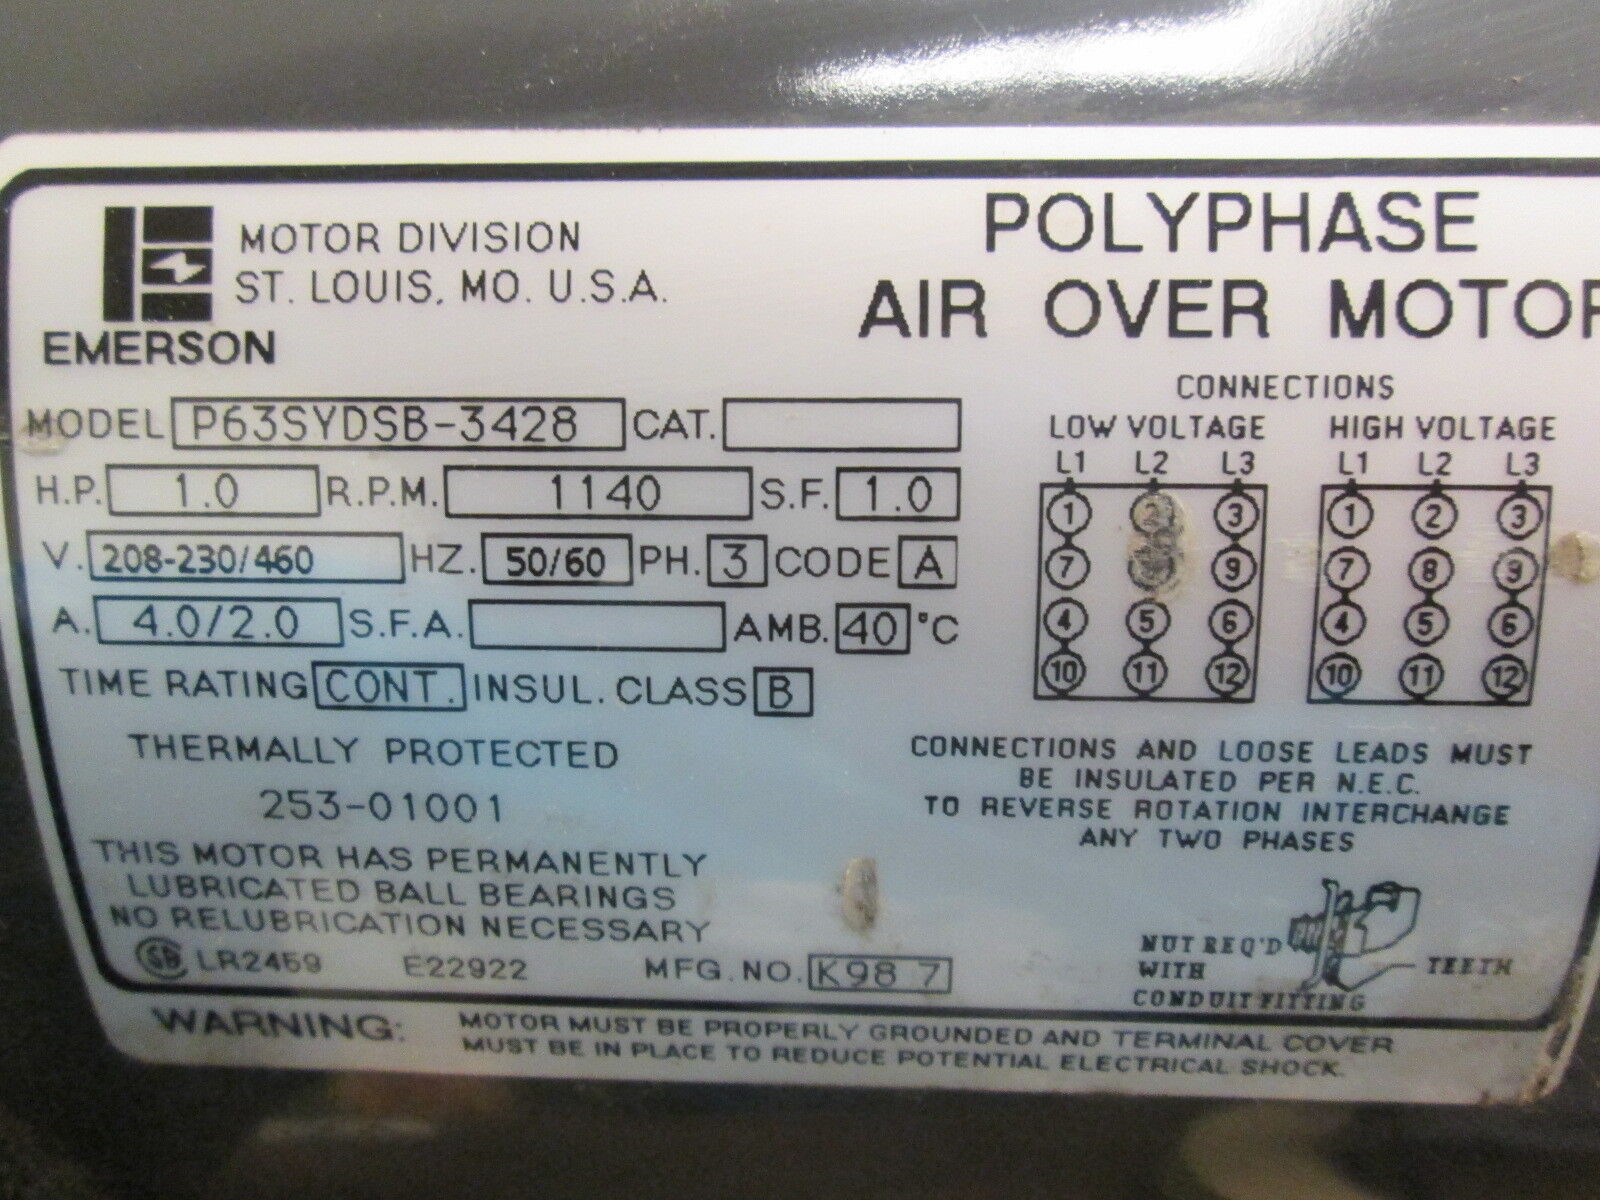 MOTOR DIVISION
ST. LOUIS, MO. U.S.A.
EMERSON
POLYPHASE
AIR OVER MOTOR
MODEL P63SYDSB-3428 CAT.
H.P. 1.0 R.P.M. 1140 S.F. 1.0
V. 208-230/460 HZ. 50/60 PH. 3 CODE A
A. 4.0/2.0 S.F.A. AMB. 40 °C
TIME RATING CONT. INSUL. CLASS B
THERMALLY PROTECTED
253-01001
THIS MOTOR HAS PERMANENTLY
LUBRICATED BALL BEARINGS
NO RELUBRICATION NECESSARY
LR2459 E22922 MFG. NO. K98 7
CONNECTIONS
LOW VOLTAGE HIGH VOLTAGE
L1 L2 L3 L1 L2 L3
1 2 3 1 2 3
7 9 7 8 9
4 5 6 4 5 6
10 11 12 10 11 12
CONNECTIONS AND LOOSE LEADS MUST
BE INSULATED PER N.E.C.
TO REVERSE ROTATION INTERCHANGE
ANY TWO PHASES
NUT REQ'D
WITH TEETH
CONDUIT FITTING
WARNING: MOTOR MUST BE PROPERLY GROUNDED AND TERMINAL COVER
MUST BE IN PLACE TO REDUCE POTENTIAL ELECTRICAL SHOCK.